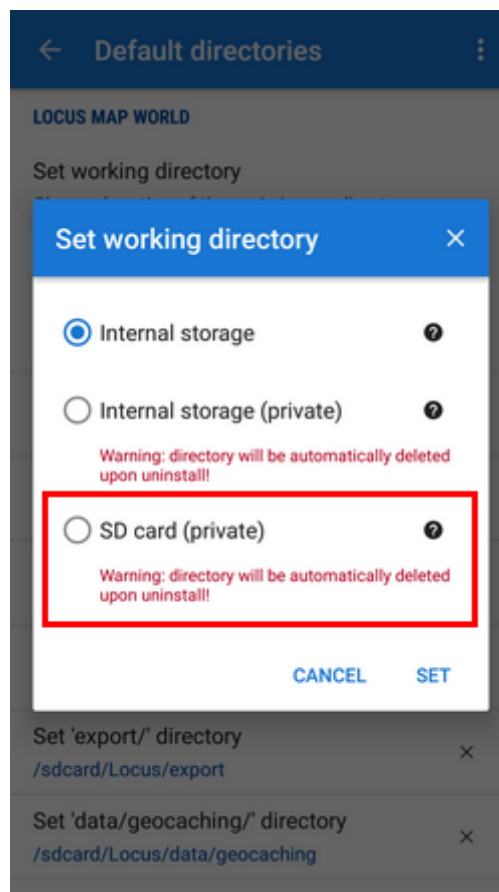 Default directories
LOCUS MAP WORLD
Set working directory
Set working directory
Internal storage
Internal storage (private)
Warning: directory will be automatically deleted
upon uninstall!
SD card (private)
Warning: directory will be automatically deleted
upon uninstall!
CANCEL SET
Set 'export/' directory
/sdcard/Locus/export
Set 'data/geocaching/' directory
/sdcard/Locus/data/geocaching